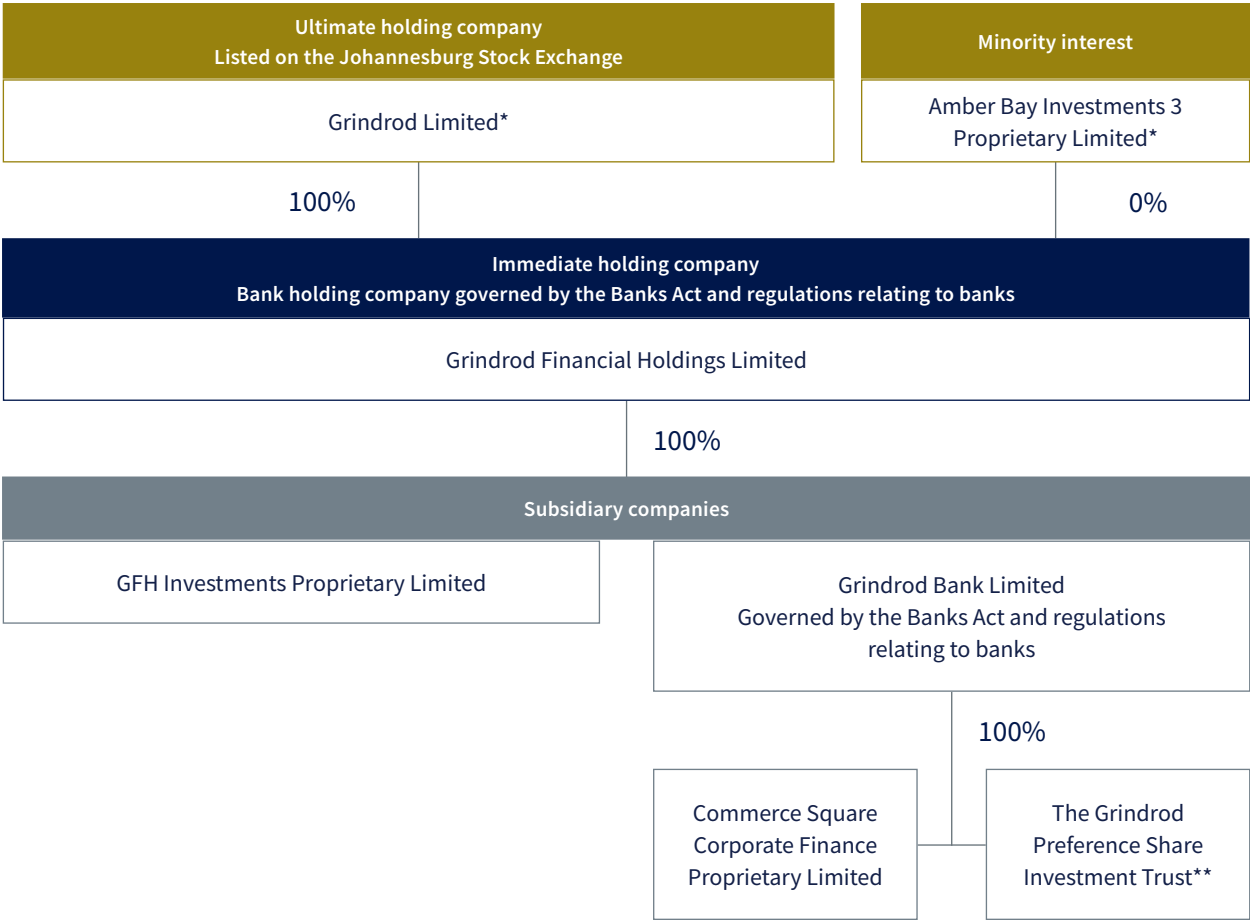 Ultimate holding company
Listed on the Johannesburg Stock Exchange
Grindrod Limited*
Minority interest
Amber Bay Investments 3
Proprietary Limited*
100%
0%
Immediate holding company
Bank holding company governed by the Banks Act and regulations relating to banks
Grindrod Financial Holdings Limited
100%
Subsidiary companies
GFH Investments Proprietary Limited
Grindrod Bank Limited
Governed by the Banks Act and regulations
relating to banks
100%
Commerce Square
Corporate Finance
Proprietary Limited
The Grindrod
Preference Share
Investment Trust**